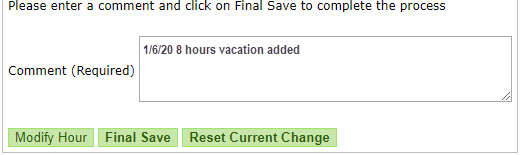 Please enter a comment and click on Final Save to complete the process
1/6/20 8 hours vacation added
Comment (Required)
Modify Hour Final Save Reset Current Change